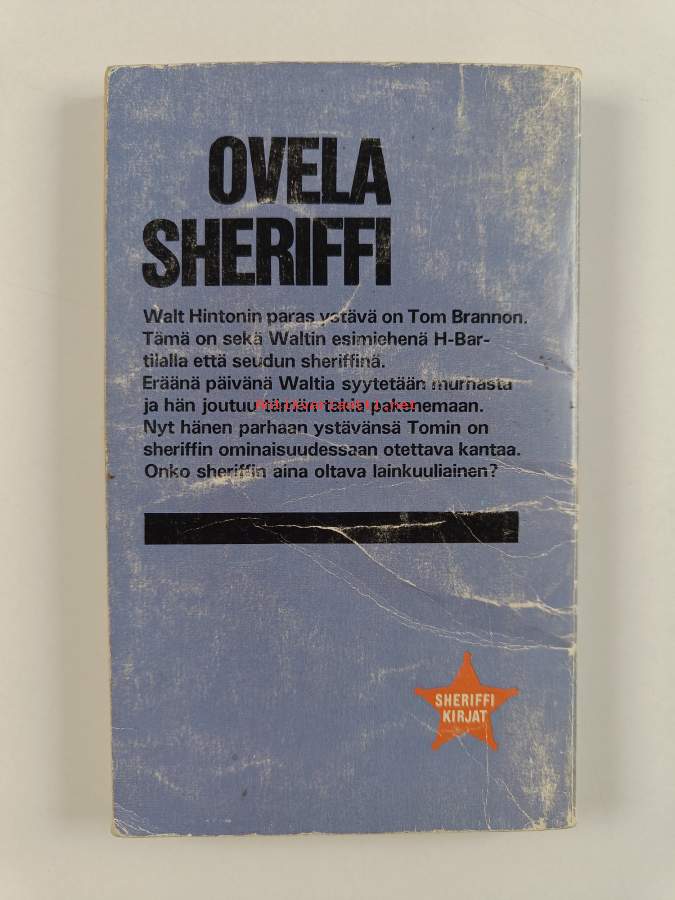 OVELA
SHERIFFI
Walt Hintonin paras ystävä on Tom Brannon.
Tämä on sekä Waltin esimiehenä H-Bar-
tilalla että seudun sheriffinä.
Eräänä päivänä Waltia syytetään murhasta
ja hän joutuu tämän takia pakenemaan.
Nyt hänen parhaan ystävänsä Tomin on
sheriffin ominaisuudessaan otettava kantaa.
Onko sheriffin aina oltava lainkuuliainen?
SHERIFFI
KIRJAT